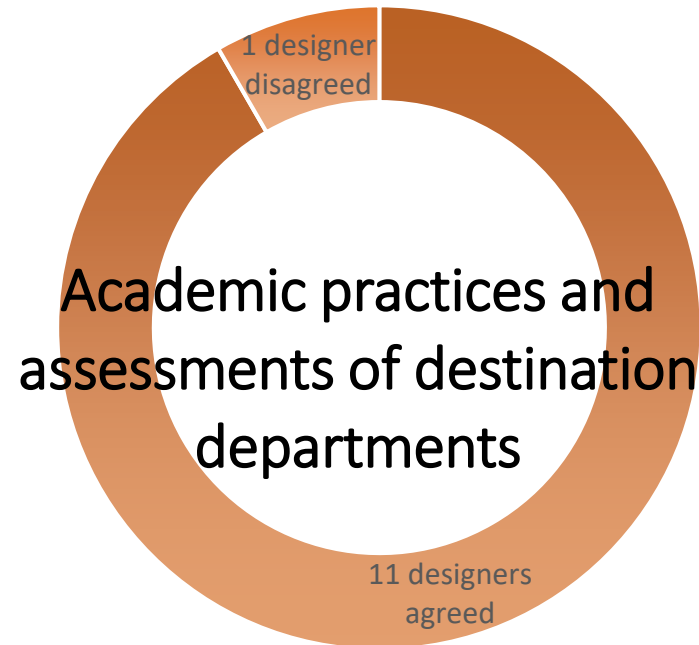 1 designer
disagreed
Academic practices and
assessments of destination
departments
11 designers
agreed